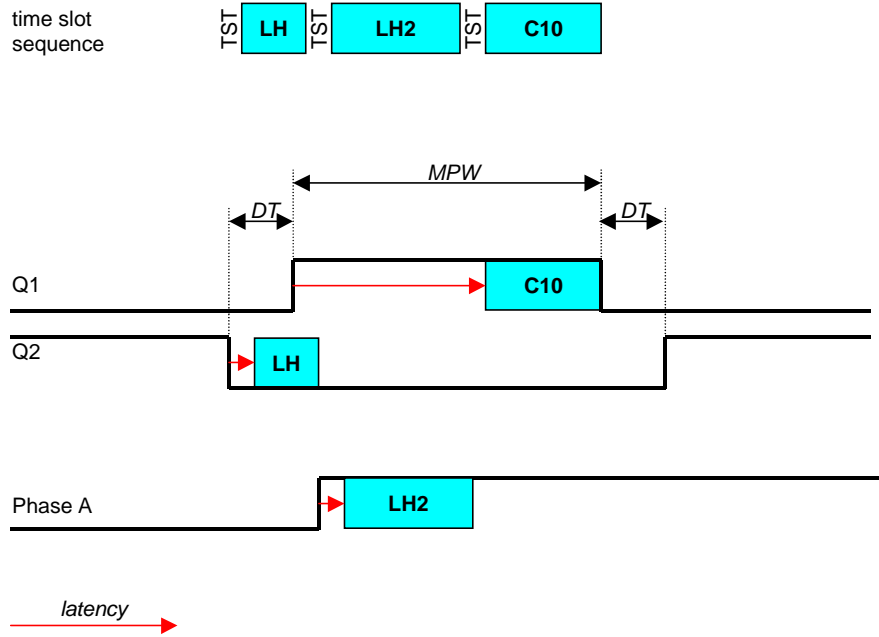 time slot
sequence
TST LH TST LH2 TST C10
MPW
DT DT
Q1 C10
Q2
LH
Phase A LH2
latency